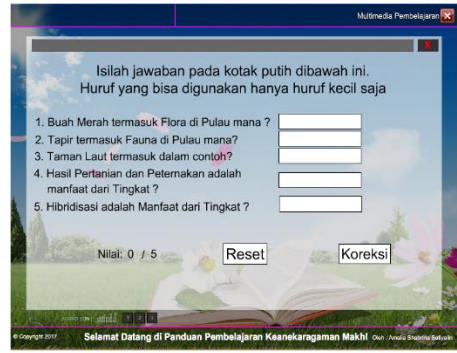 Multimedia Pembelajaran X
X
Isilah jawaban pada kotak putih dibawah ini.
Huruf yang bisa digunakan hanya huruf kecil saja
1. Buah Merah termasuk Flora di Pulau mana ?
2. Tapir termasuk Fauna di Pulau mana?
3. Taman Laut termasuk dalam contoh?
4. Hasil Pertanian dan Peternakan adalah
manfaat dari Tingkat ?
5. Hibridisasi adalah Manfaat dari Tingkat ?
Nilai: 0 / 5
Reset
Koreksi
1 2 3
© Copyright 2017
Selamat Datang di Panduan Pembelajaran Keanekaragaman Makhl
Oleh : Amelia